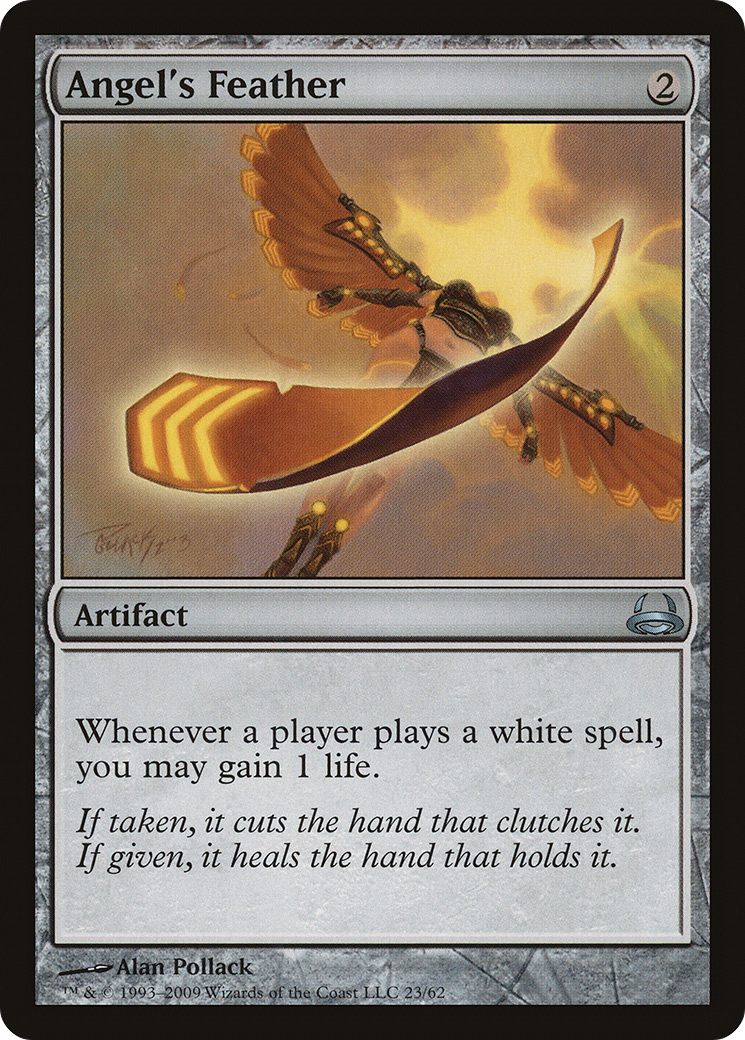 Angel's Feather
2
Artifact
Whenever a player plays a white spell,
you may gain 1 life.
If taken, it cuts the hand that clutches it.
If given, it heals the hand that holds it.
Alan Pollack
™ & © 1993–2009 Wizards of the Coast LLC 23/62